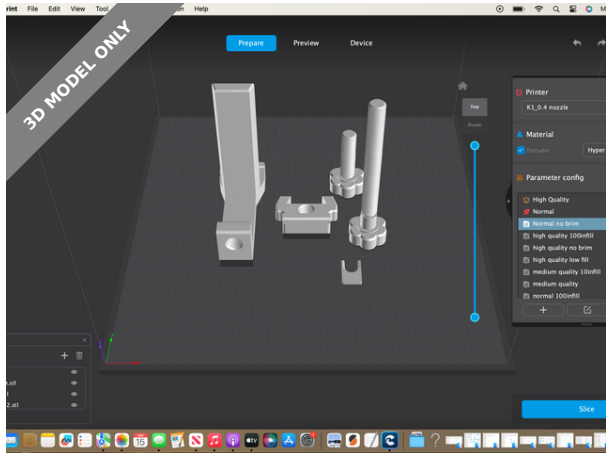 rint File Edit View Help
3D MODEL ONLY
Prepare Preview Device
Top
Front
Printer
K1_0.4 nozzle
Material
Extruder Hyper
Parameter config
High Quality
Normal
Normal no brim
high quality 100infill
high quality no brim
high quality low fill
medium quality 10infill
medium quality
normal 100infill
2.stl
Slice